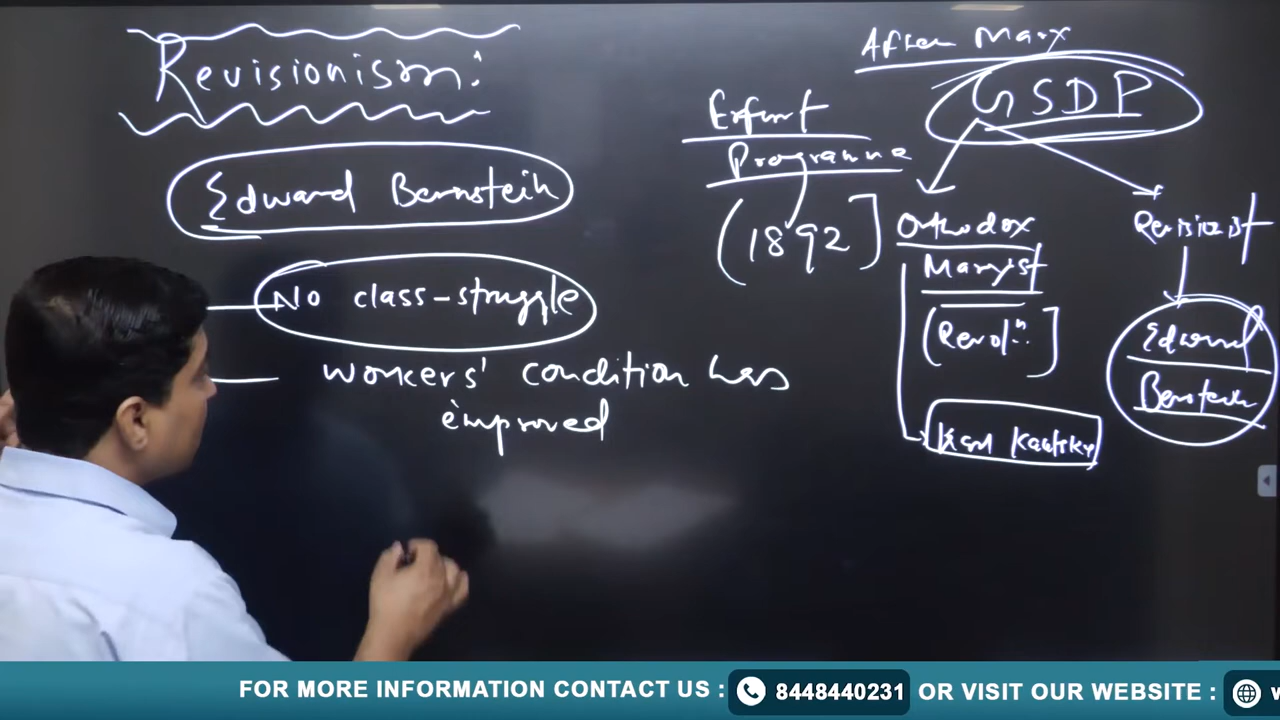 Revisionism:
Edward Bernstein
No class-struggle
workers' condition has
improved
After Marx
GSDP
Erfurt
Programme
(1892]
Orthodox
Marxist
(Revolⁿ:]
Karl Kautsky
Revisionist
Edward
Bernstein
FOR MORE INFORMATION CONTACT US : 8448440231 OR VISIT OUR WEBSITE : w